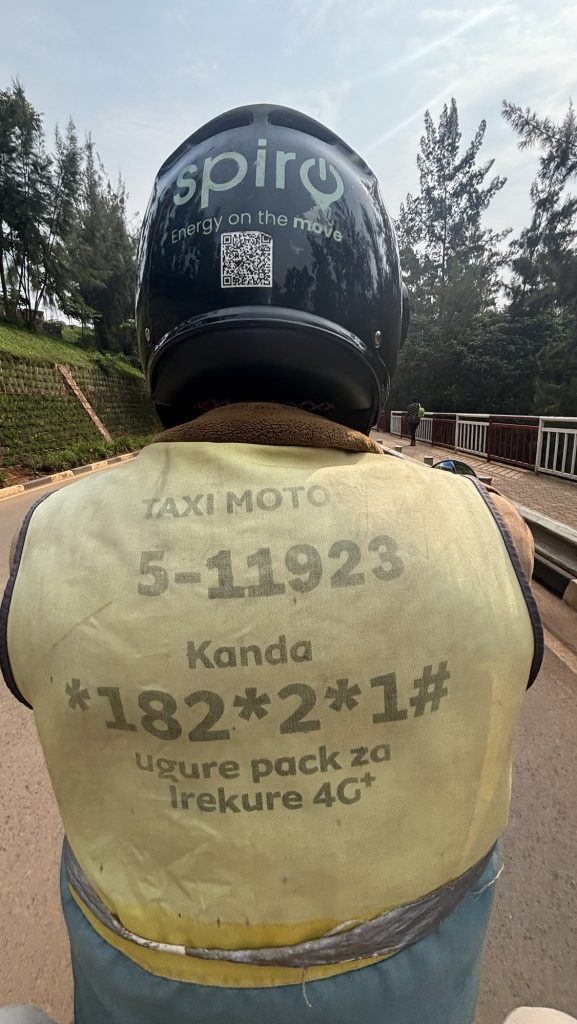 spiro
Energy on the move
TAXI MOTO
5-11923
Kanda
*182*2*1#
ugure pack za
Irekure 4G+